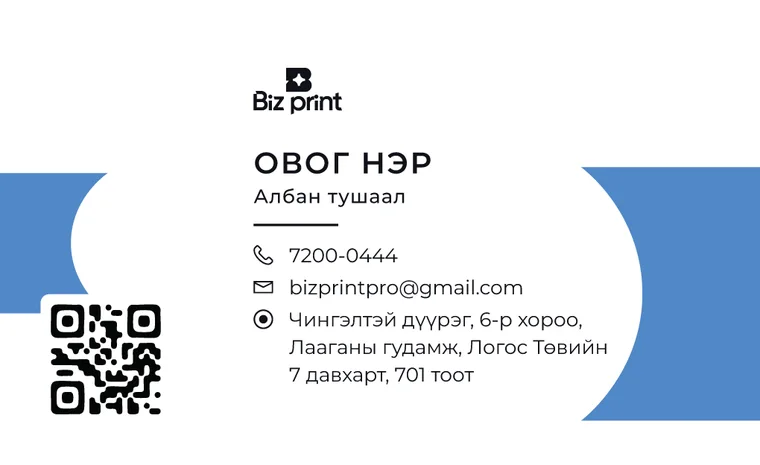 Biz print
ОВОГ НЭР
Албан тушаал
7200-0444
bizprintpro@gmail.com
Чингэлтэй дүүрэг, 6-р хороо,
Лааганы гудамж, Логос Төвийн
7 давхарт, 701 тоот